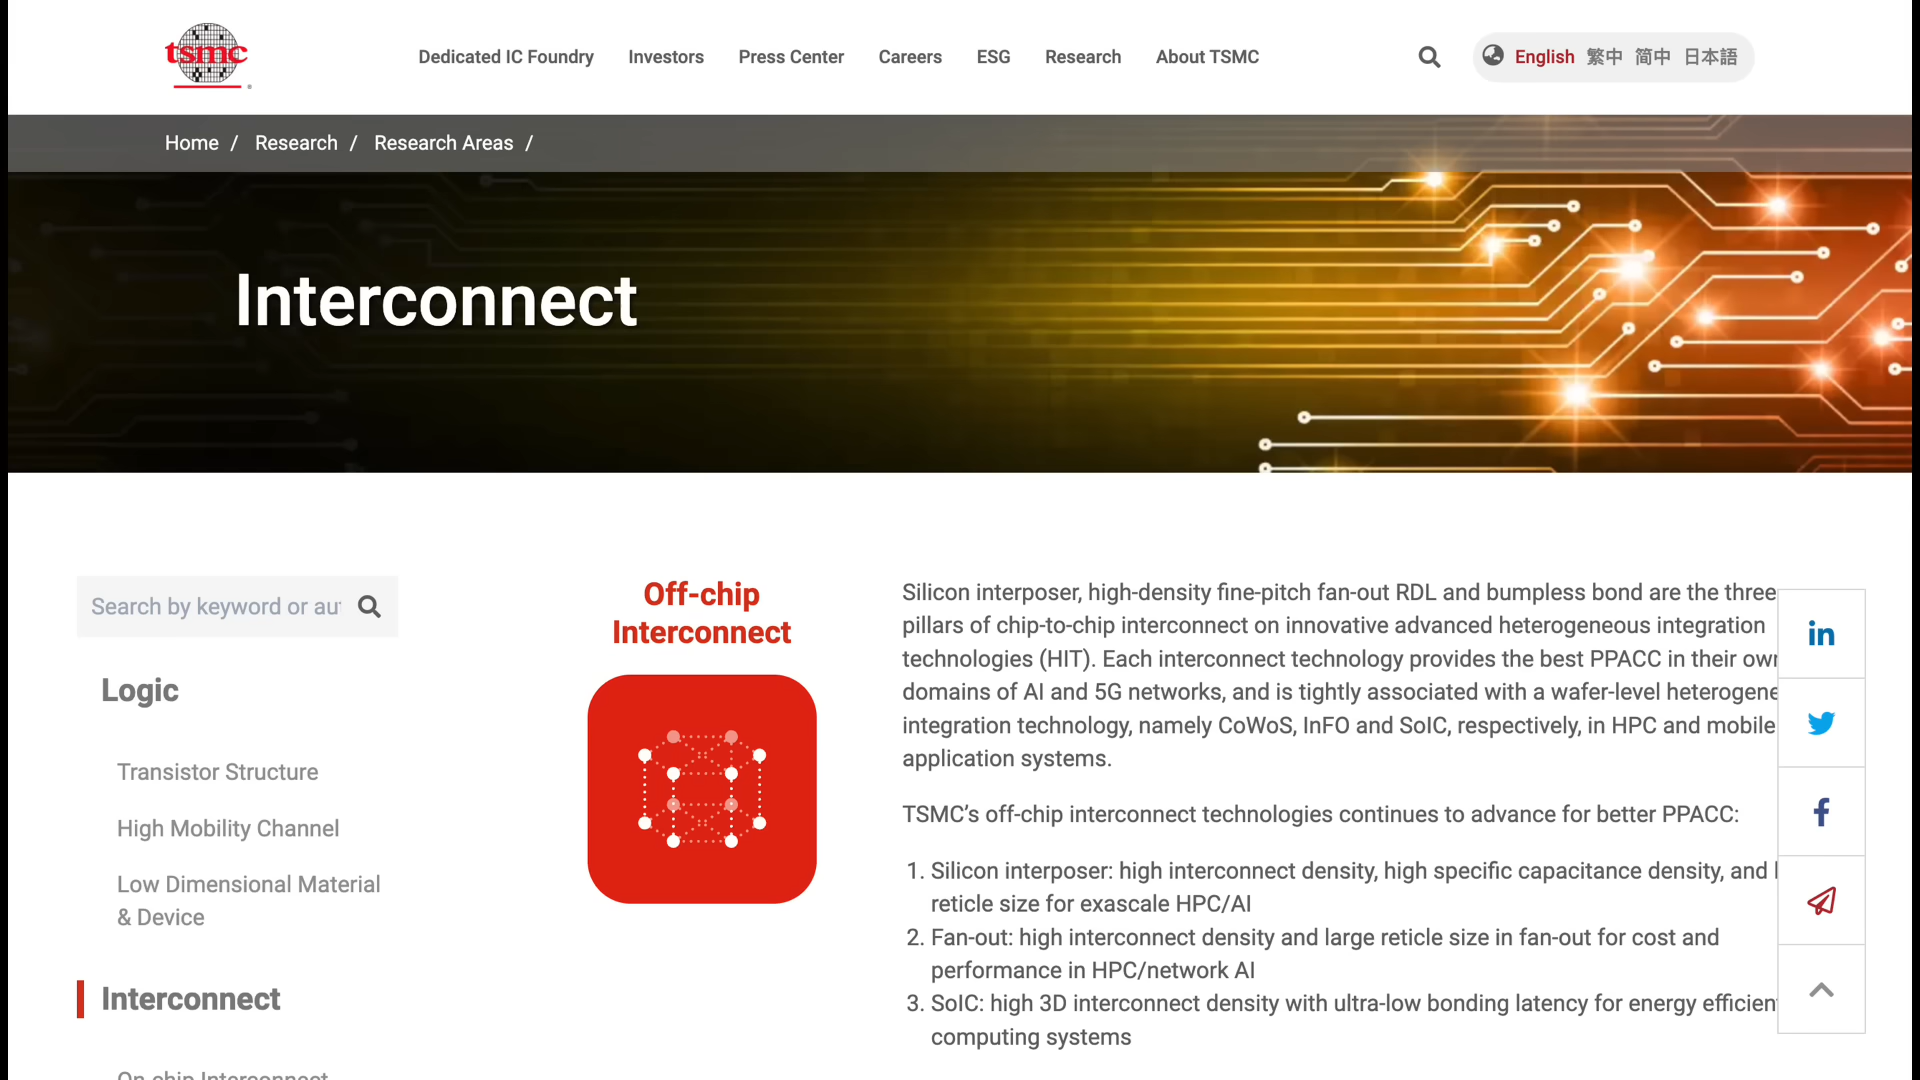 tsmc
Dedicated IC Foundry Investors Press Center Careers ESG Research About TSMC
English 繁中 简中 日本語
Home / Research / Research Areas /
Interconnect
Search by keyword or
Logic
Transistor Structure
High Mobility Channel
Low Dimensional Material
& Device
Interconnect
On-chip Interconnect
Off-chip
Interconnect
Silicon interposer, high-density fine-pitch fan-out RDL and bumpless bond are the three
pillars of chip-to-chip interconnect on innovative advanced heterogeneous integration
technologies (HIT). Each interconnect technology provides the best PPACC in their own
domains of AI and 5G networks, and is tightly associated with a wafer-level heterogene
integration technology, namely CoWoS, InFO and SoIC, respectively, in HPC and mobile
application systems.
TSMC’s off-chip interconnect technologies continues to advance for better PPACC:
1. Silicon interposer: high interconnect density, high specific capacitance density, and
reticle size for exascale HPC/AI
2. Fan-out: high interconnect density and large reticle size in fan-out for cost and
performance in HPC/network AI
3. SoIC: high 3D interconnect density with ultra-low bonding latency for energy efficien
computing systems
in
f